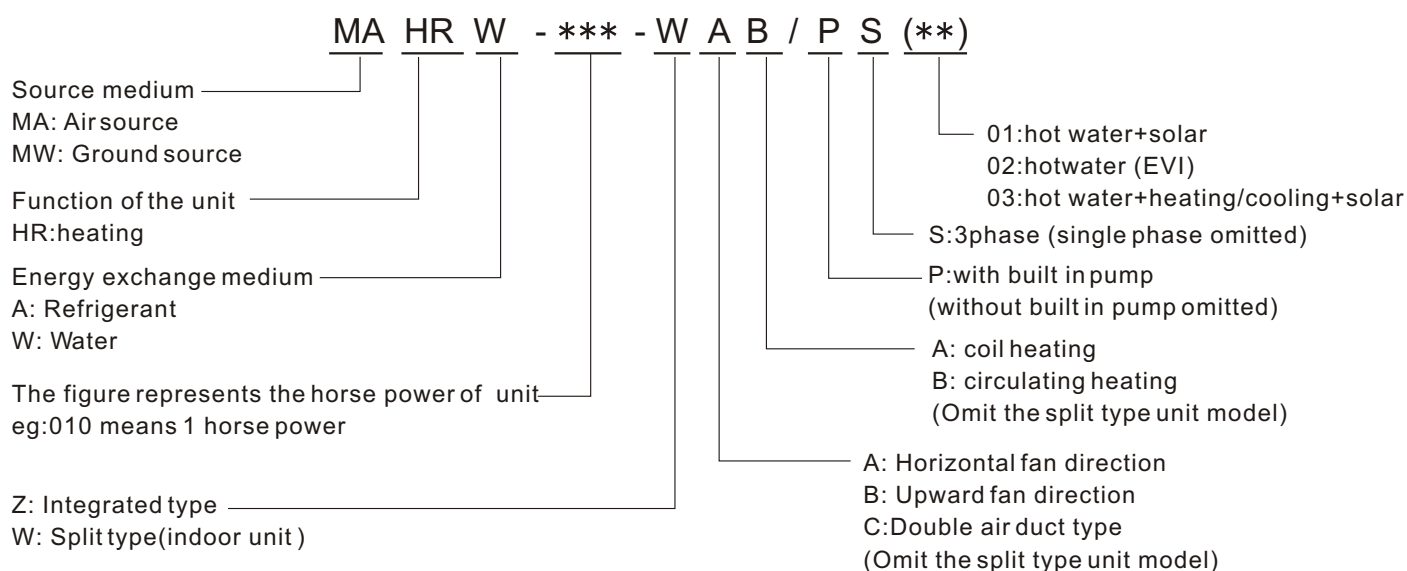 MA HR W - *** - W A B / P S (**)
Source medium
MA: Air source
MW: Ground source
Function of the unit
HR:heating
Energy exchange medium
A: Refrigerant
W: Water
The figure represents the horse power of unit
eg:010 means 1 horse power
Z: Integrated type
W: Split type(indoor unit )
01:hot water+solar
02:hotwater (EVI)
03:hot water+heating/cooling+solar
S:3phase (single phase omitted)
P:with built in pump
(without built in pump omitted)
A: coil heating
B: circulating heating
(Omit the split type unit model)
A: Horizontal fan direction
B: Upward fan direction
C:Double air duct type
(Omit the split type unit model)